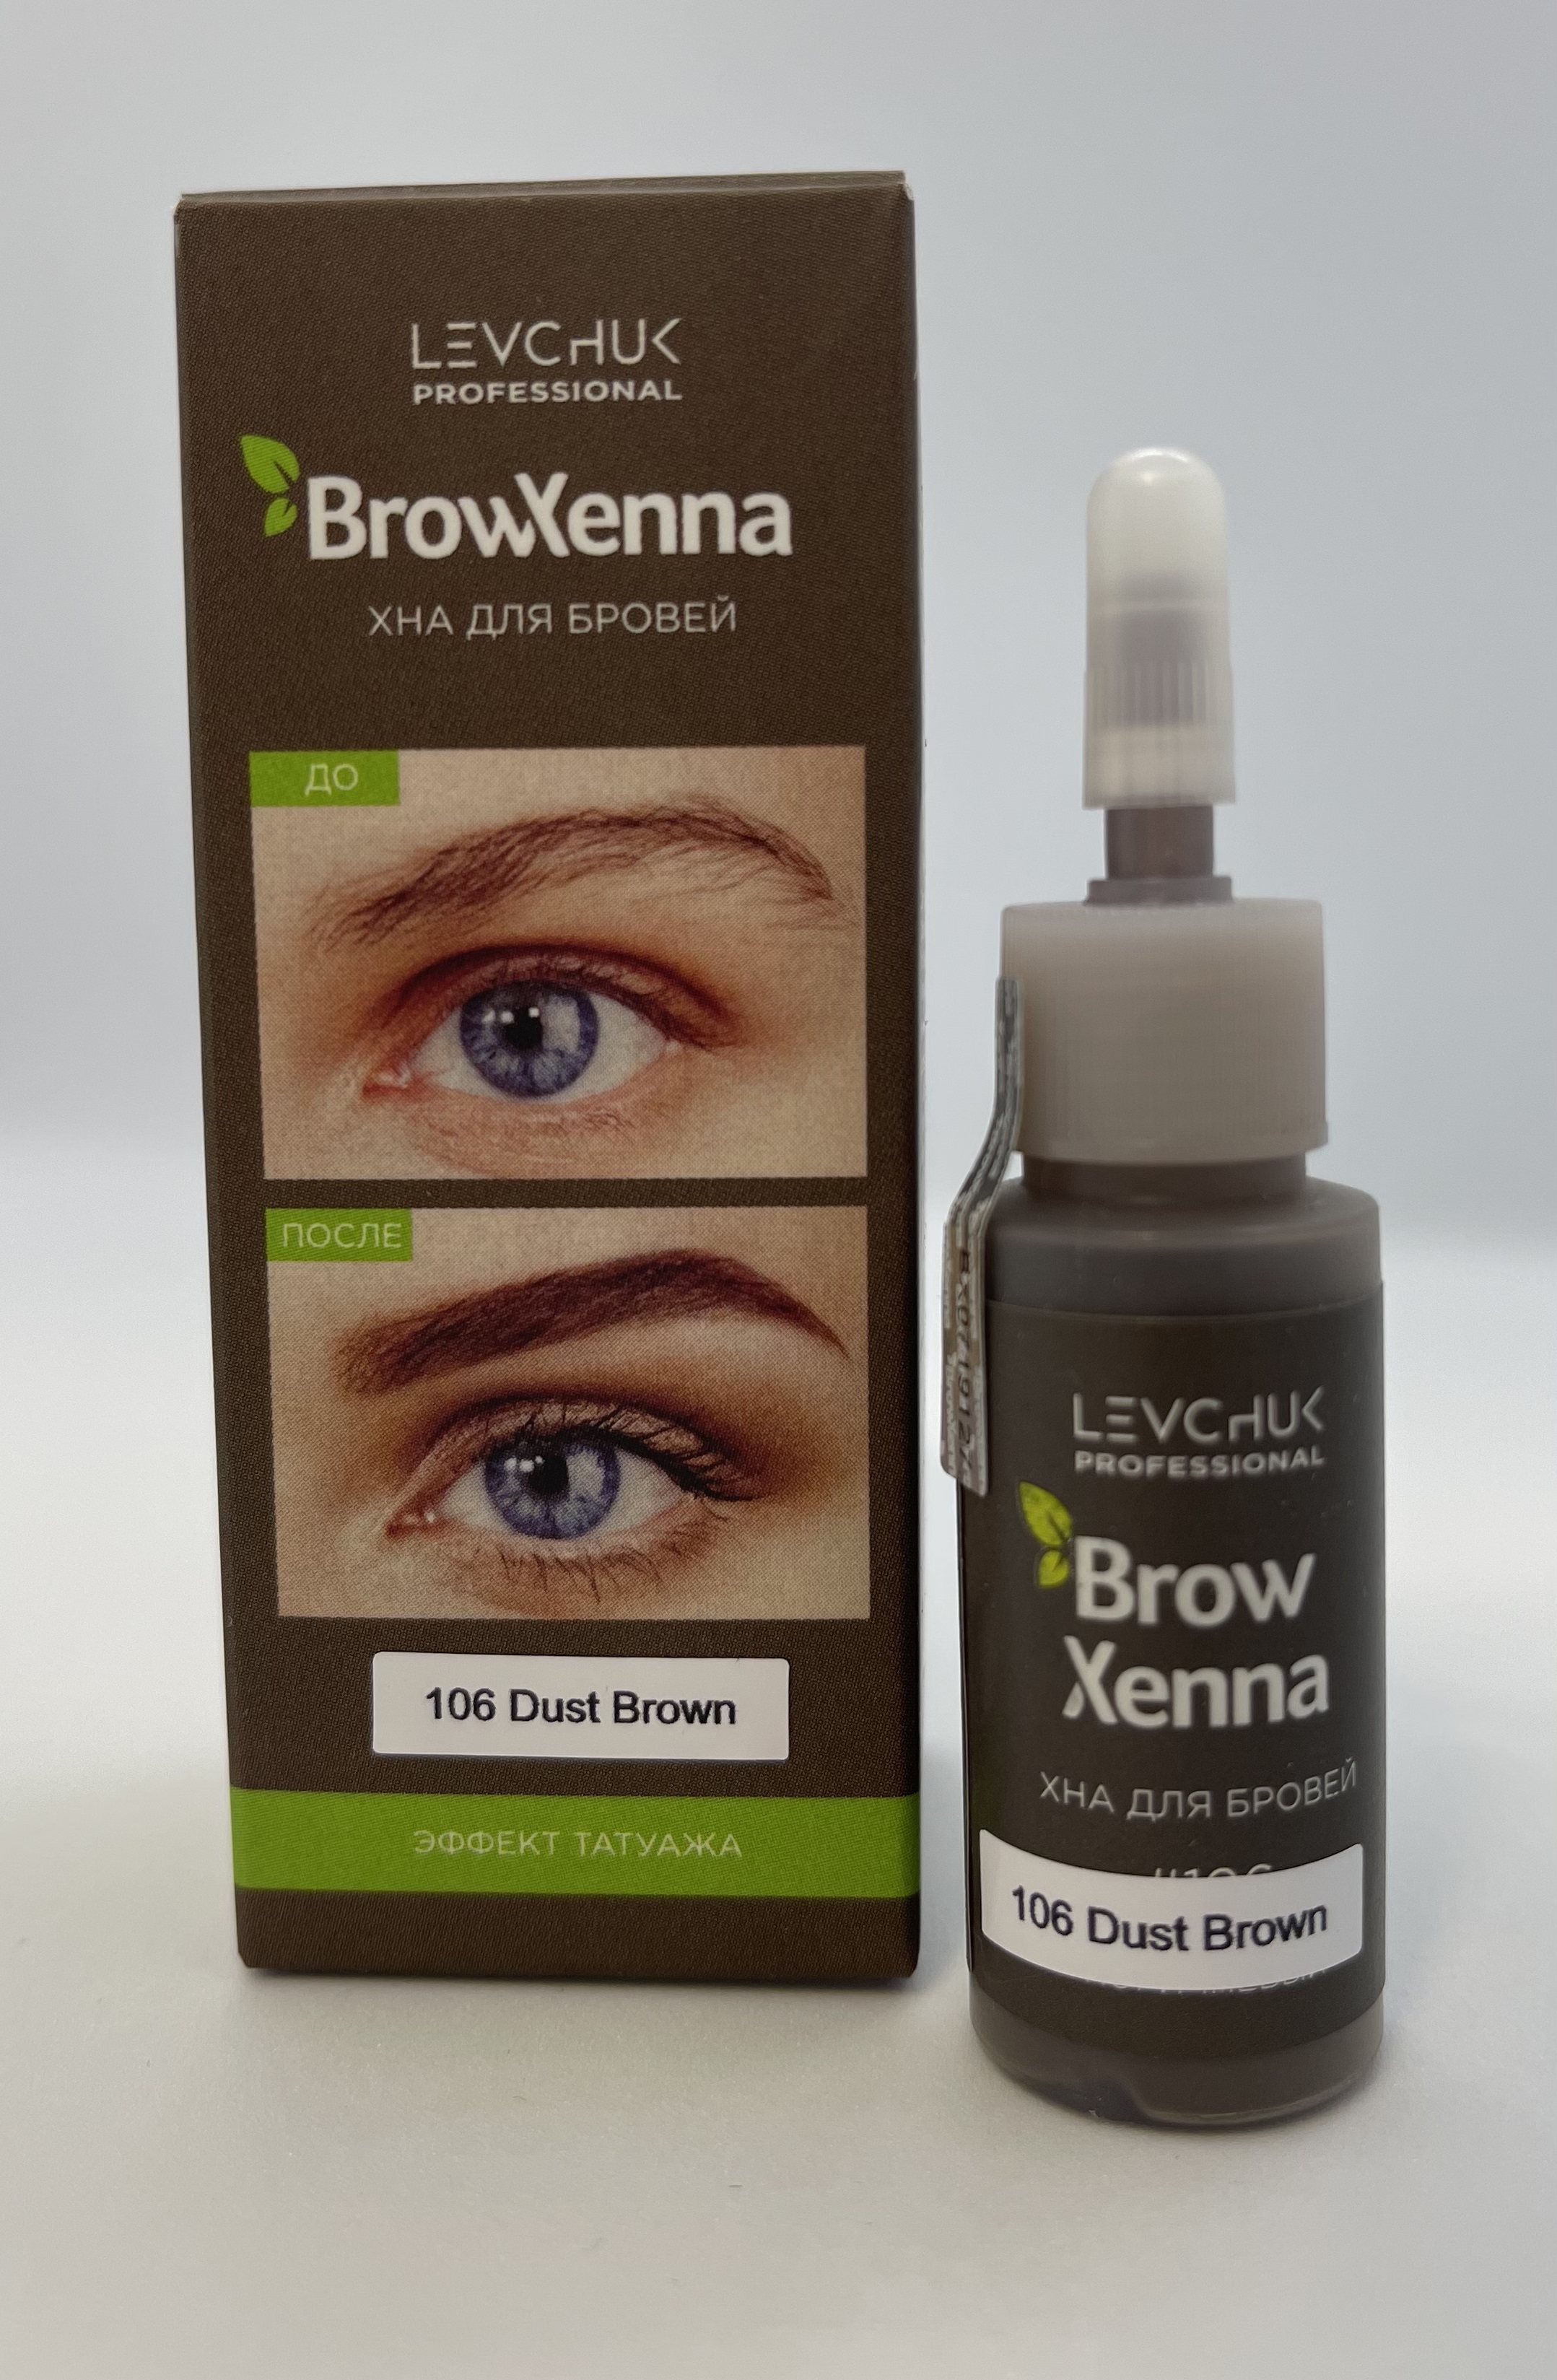 LEVCHUK
PROFESSIONAL
BrowXenna
ХНА ДЛЯ БРОВЕЙ
ДО
ПОСЛЕ
106 Dust Brown
ЭФФЕКТ ТАТУАЖА
LEVCHUK
PROFESSIONAL
Brow
Xenna
ХНА ДЛЯ БРОВЕЙ
#106
106 Dust Brown